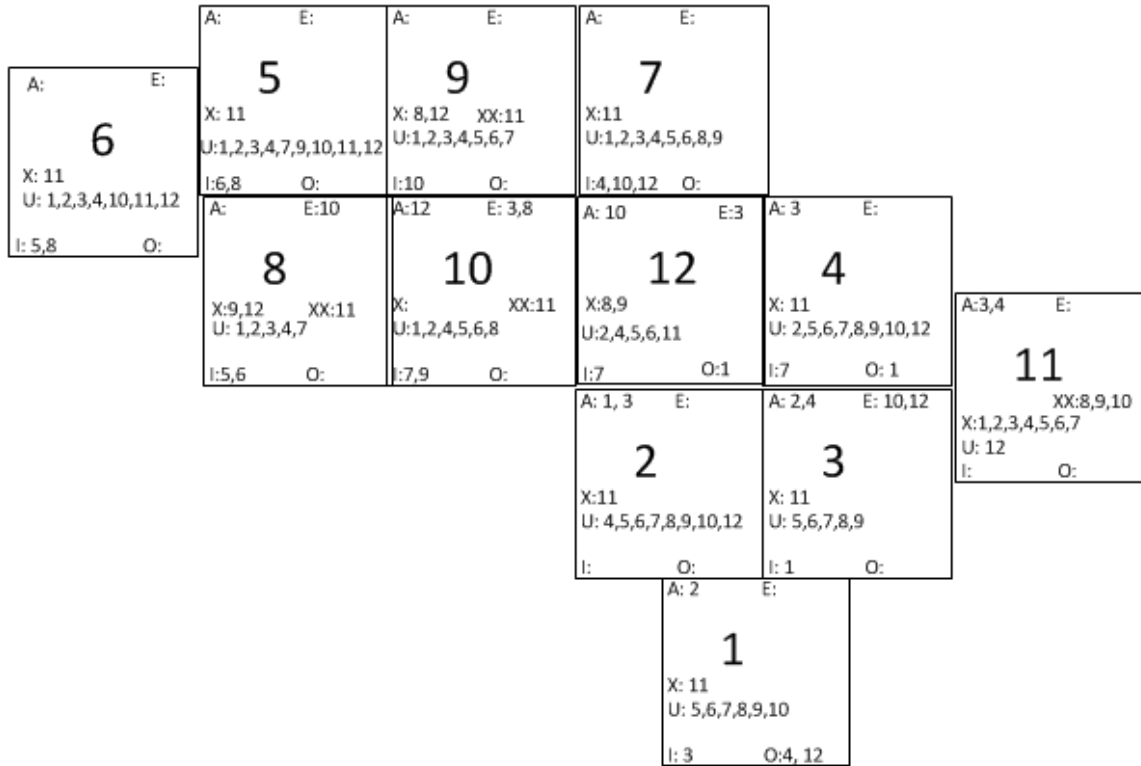 A: E:
5
X: 11
U:1,2,3,4,7,9,10,11,12
I:6,8 O:
A: E:
9
X: 8,12 XX:11
U:1,2,3,4,5,6,7
I:10 O:
A: E:
7
X:11
U:1,2,3,4,5,6,8,9
I:4,10,12 O:
A: E:
6
X: 11
U: 1,2,3,4,10,11,12
I: 5,8 O:
A: E:10
8
X:9,12 XX:11
U: 1,2,3,4,7
I:5,6 O:
A:12 E: 3,8
10
X: XX:11
U:1,2,4,5,6,8
I:7,9 O:
A: 10 E:3
12
X:8,9
U:2,4,5,6,11
I:7 O:1
A: 3 E:
4
X: 11
U: 2,5,6,7,8,9,10,12
I:7 O: 1
A:3,4 E:
11
XX:8,9,10
X:1,2,3,4,5,6,7
U: 12
I: O:
A: 1, 3 E:
2
X:11
U: 4,5,6,7,8,9,10,12
I: O:
A: 2,4 E: 10,12
3
X: 11
U: 5,6,7,8,9
I: 1 O:
A: 2 E:
1
X: 11
U: 5,6,7,8,9,10
I: 3 O:4, 12